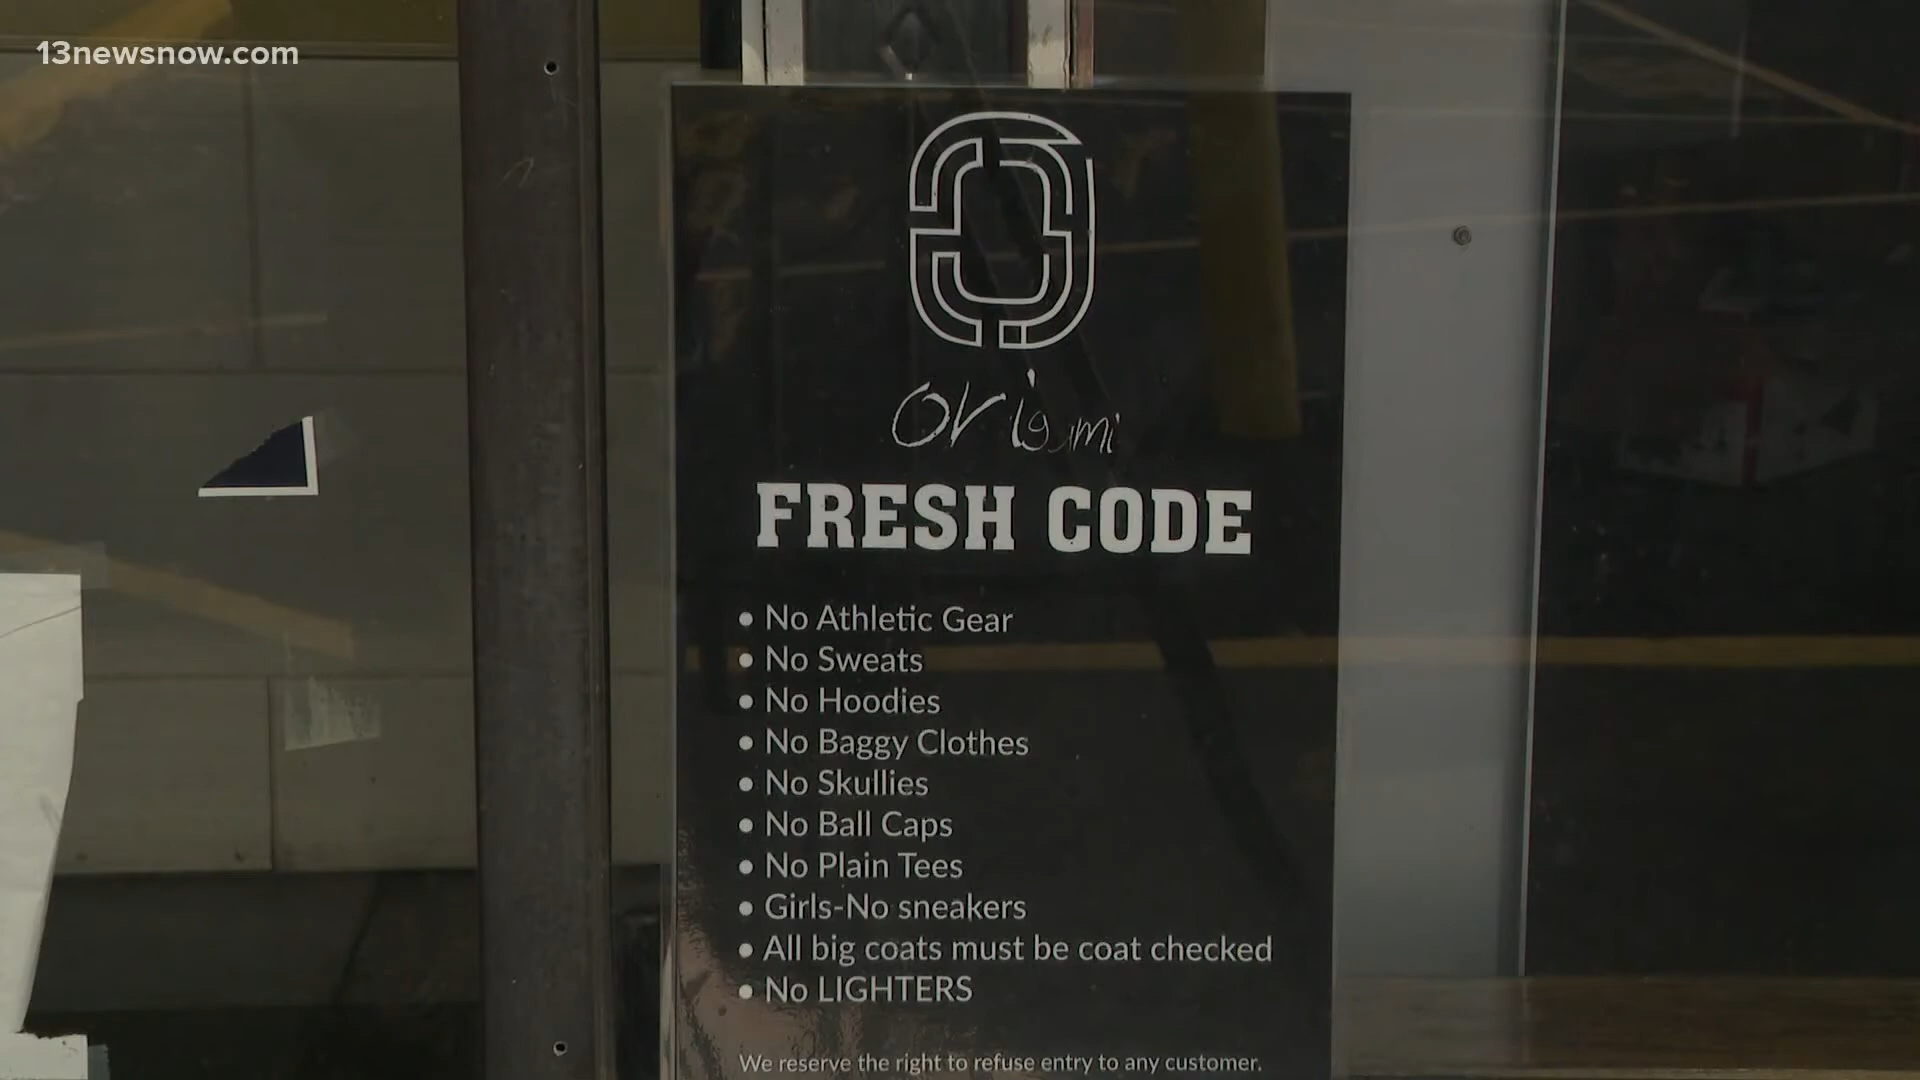 13newsnow.com
origami
FRESH CODE
• No Athletic Gear
• No Sweats
• No Hoodies
• No Baggy Clothes
• No Skullies
• No Ball Caps
• No Plain Tees
• Girls-No sneakers
• All big coats must be coat checked
• No LIGHTERS
We reserve the right to refuse entry to any customer.